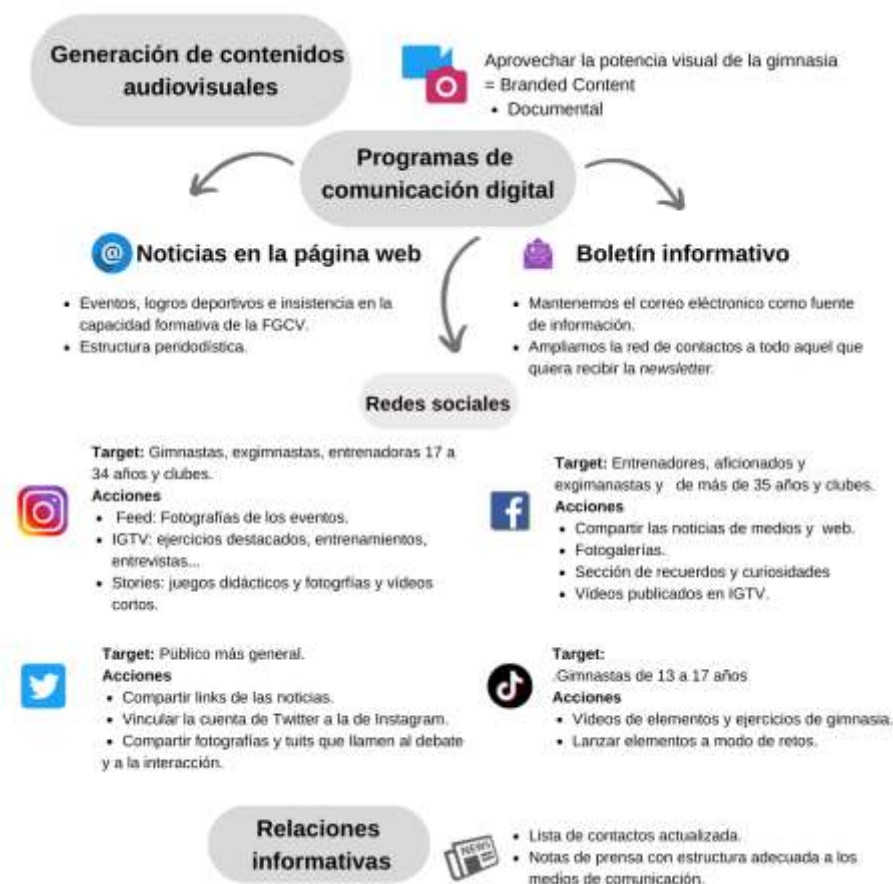 Generación de contenidos
audiovisuales
Aprovechar la potencia visual de la gimnasia
= Branded Content
• Documental
Programas de
comunicación digital
@ Noticias en la página web
• Eventos, logros deportivos e insistencia en la
capacidad formativa de la FGCV.
• Estructura peridodística.
Boletín informativo
• Mantenemos el correo eléctronico como fuente
de información.
• Ampliamos la red de contactos a todo aquel que
quiera recibir la newsletter.
Redes sociales
Target: Gimnastas, exgimnastas, entrenadoras 17 a
34 años y clubes.
Acciones
• Feed: Fotografías de los eventos.
• IGTV: ejercicios destacados, entrenamientos,
entrevistas...
• Stories: juegos didácticos y fotogrfías y vídeos
cortos.
Target: Entrenadores, aficionados y
exgimanastas y de más de 35 años y clubes.
Acciones
• Compartir las noticias de medios y web.
• Fotogalerías.
• Sección de recuerdos y curiosidades
• Vídeos publicados en IGTV.
Target: Público más general.
Acciones
• Compartir links de las noticias.
• Vincular la cuenta de Twitter a la de Instagram.
• Compartir fotografías y tuits que llamen al debate
y a la interacción.
Target:
.Gimnastas de 13 a 17 años
Acciones
• Vídeos de elementos y ejercicios de gimnasia.
• Lanzar elementos a modo de retos.
Relaciones
informativas
NEWS
• Lista de contactos actualizada.
• Notas de prensa con estructura adecuada a los
medios de comunicación.